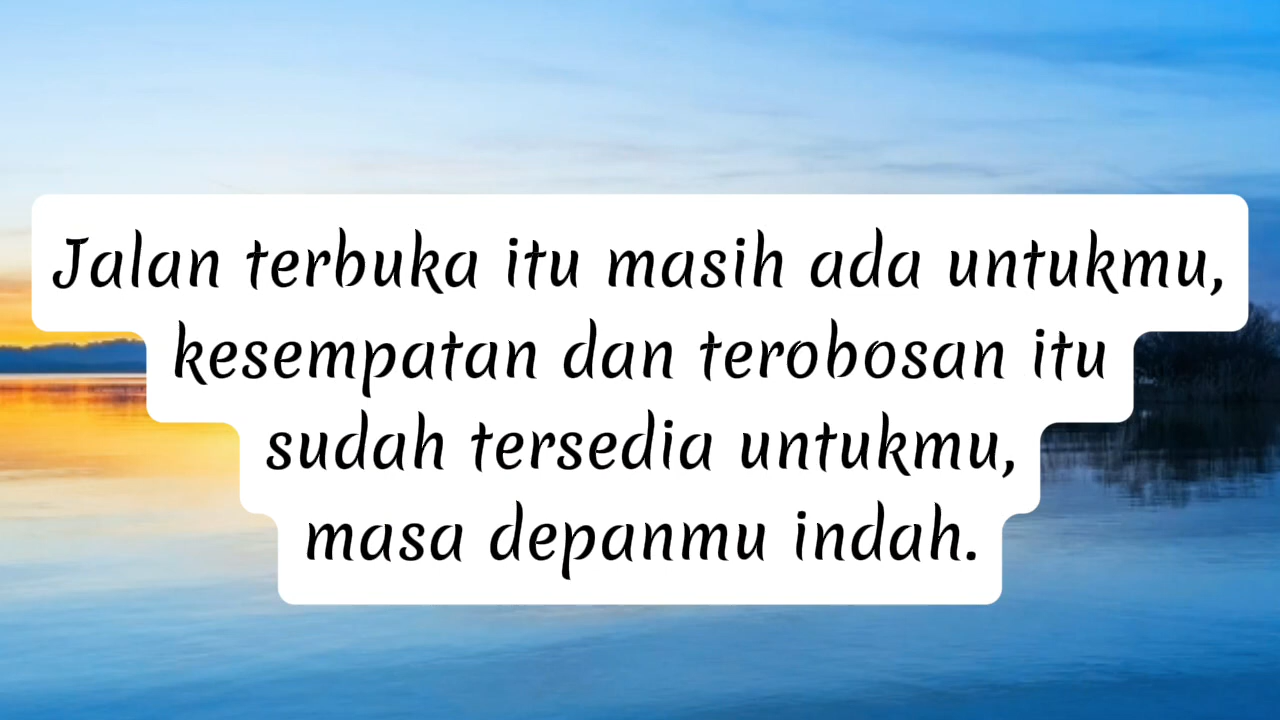 Jalan terbuka itu masih ada untukmu,
kesempatan dan terobosan itu
sudah tersedia untukmu,
masa depanmu indah.